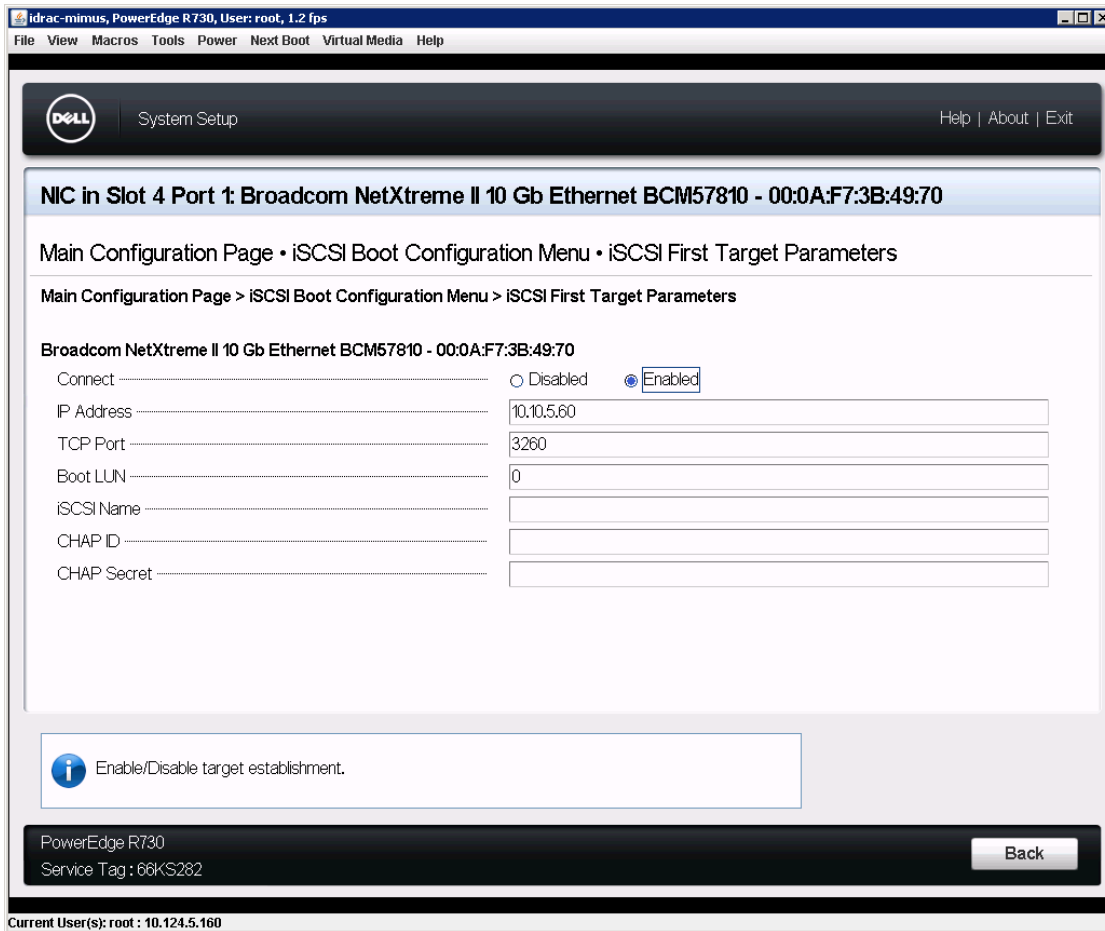 idrac-mimus, PowerEdge R730, User: root, 1.2 fps
File View Macros Tools Power Next Boot Virtual Media Help
DELL System Setup Help | About | Exit
NIC in Slot 4 Port 1: Broadcom NetXtreme II 10 Gb Ethernet BCM57810 - 00:0A:F7:3B:49:70
Main Configuration Page • iSCSI Boot Configuration Menu • iSCSI First Target Parameters
Main Configuration Page > iSCSI Boot Configuration Menu > iSCSI First Target Parameters
Broadcom NetXtreme II 10 Gb Ethernet BCM57810 - 00:0A:F7:3B:49:70
Connect Disabled Enabled
IP Address 10.10.5.60
TCP Port 3260
Boot LUN 0
iSCSI Name
CHAP ID
CHAP Secret
i Enable/Disable target establishment.
PowerEdge R730
Service Tag : 66KS282
Back
Current User(s): root : 10.124.5.160